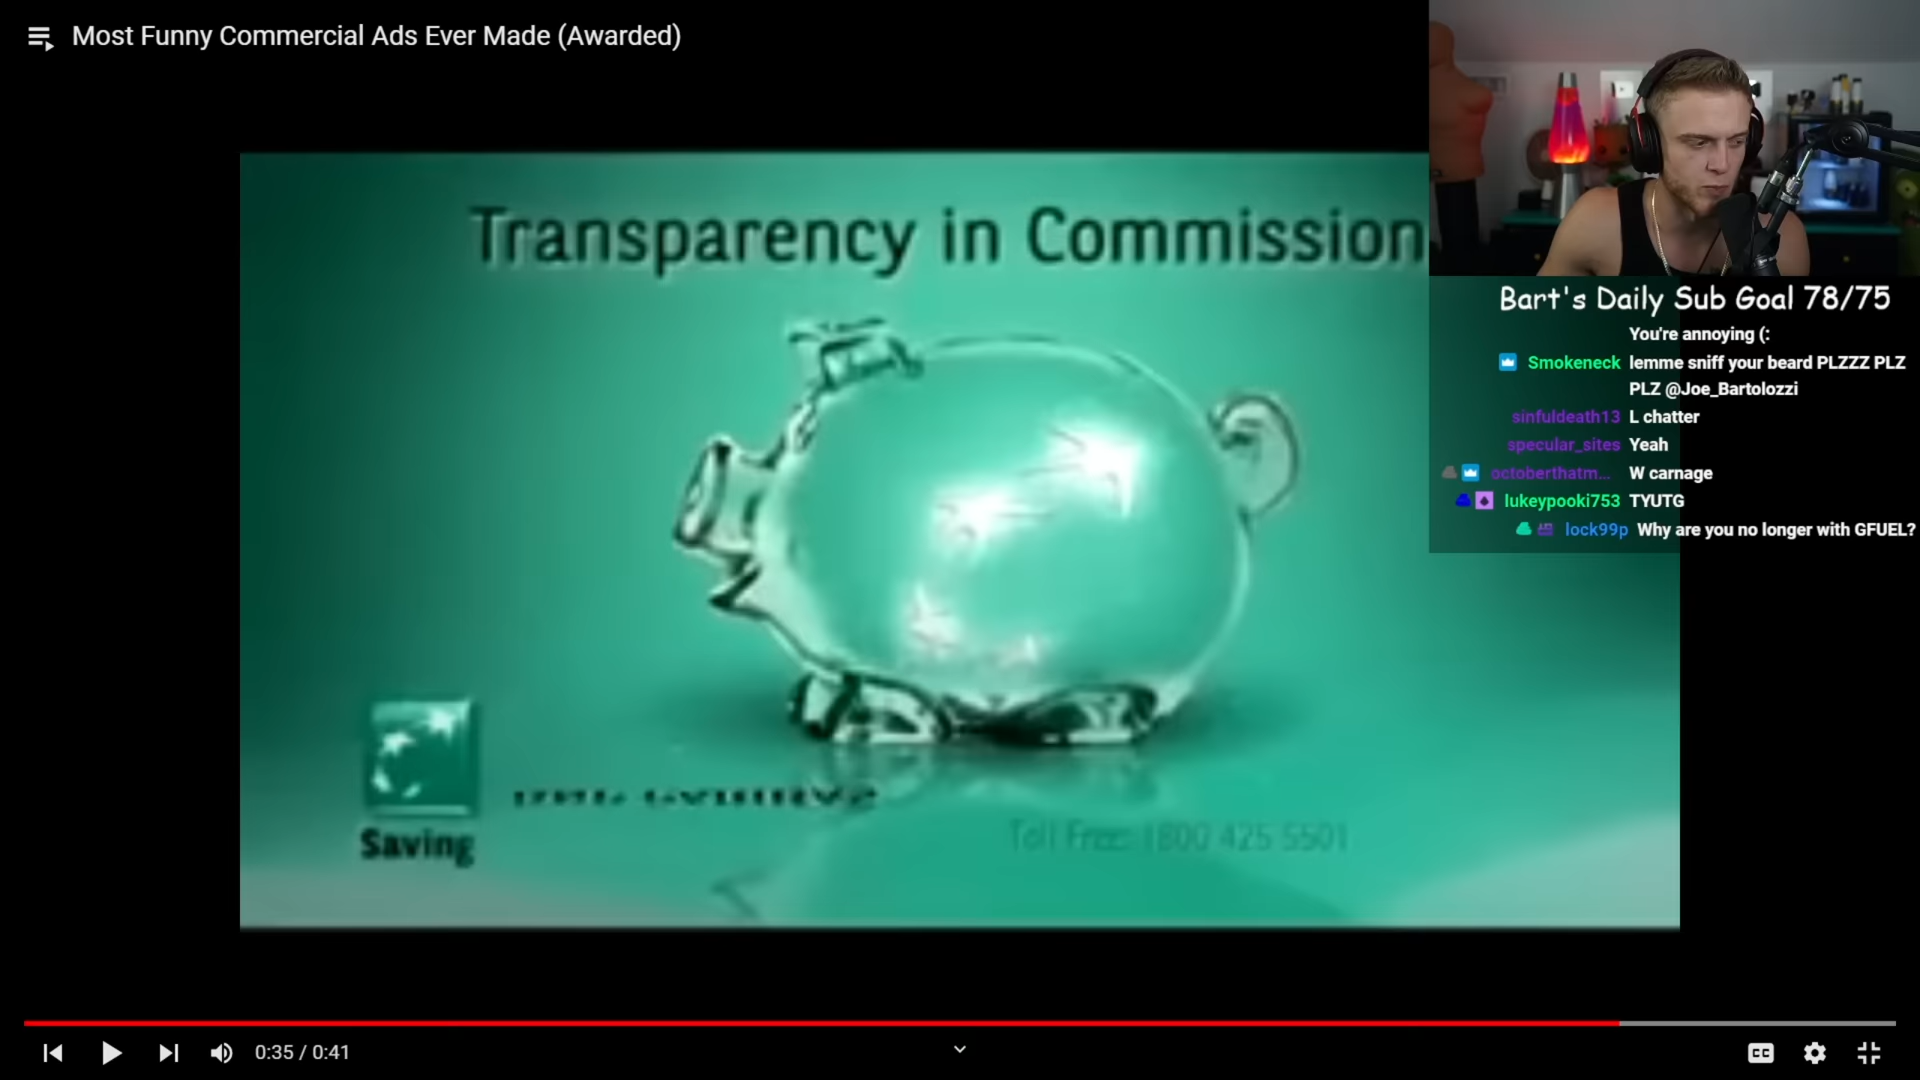 Most Funny Commercial Ads Ever Made (Awarded)
Transparency in Commission
Saving
Toll Free: 1800 425 5501
Bart's Daily Sub Goal 78/75
You're annoying (:
Smokeneck lemme sniff your beard PLZZZ PLZ
PLZ @Joe_Bartolozzi
sinfuldeath13 L chatter
specular_sites Yeah
octoberthatm... W carnage
lukeypooki753 TYUTG
lock99p Why are you no longer with GFUEL?
0:35 / 0:41
CC